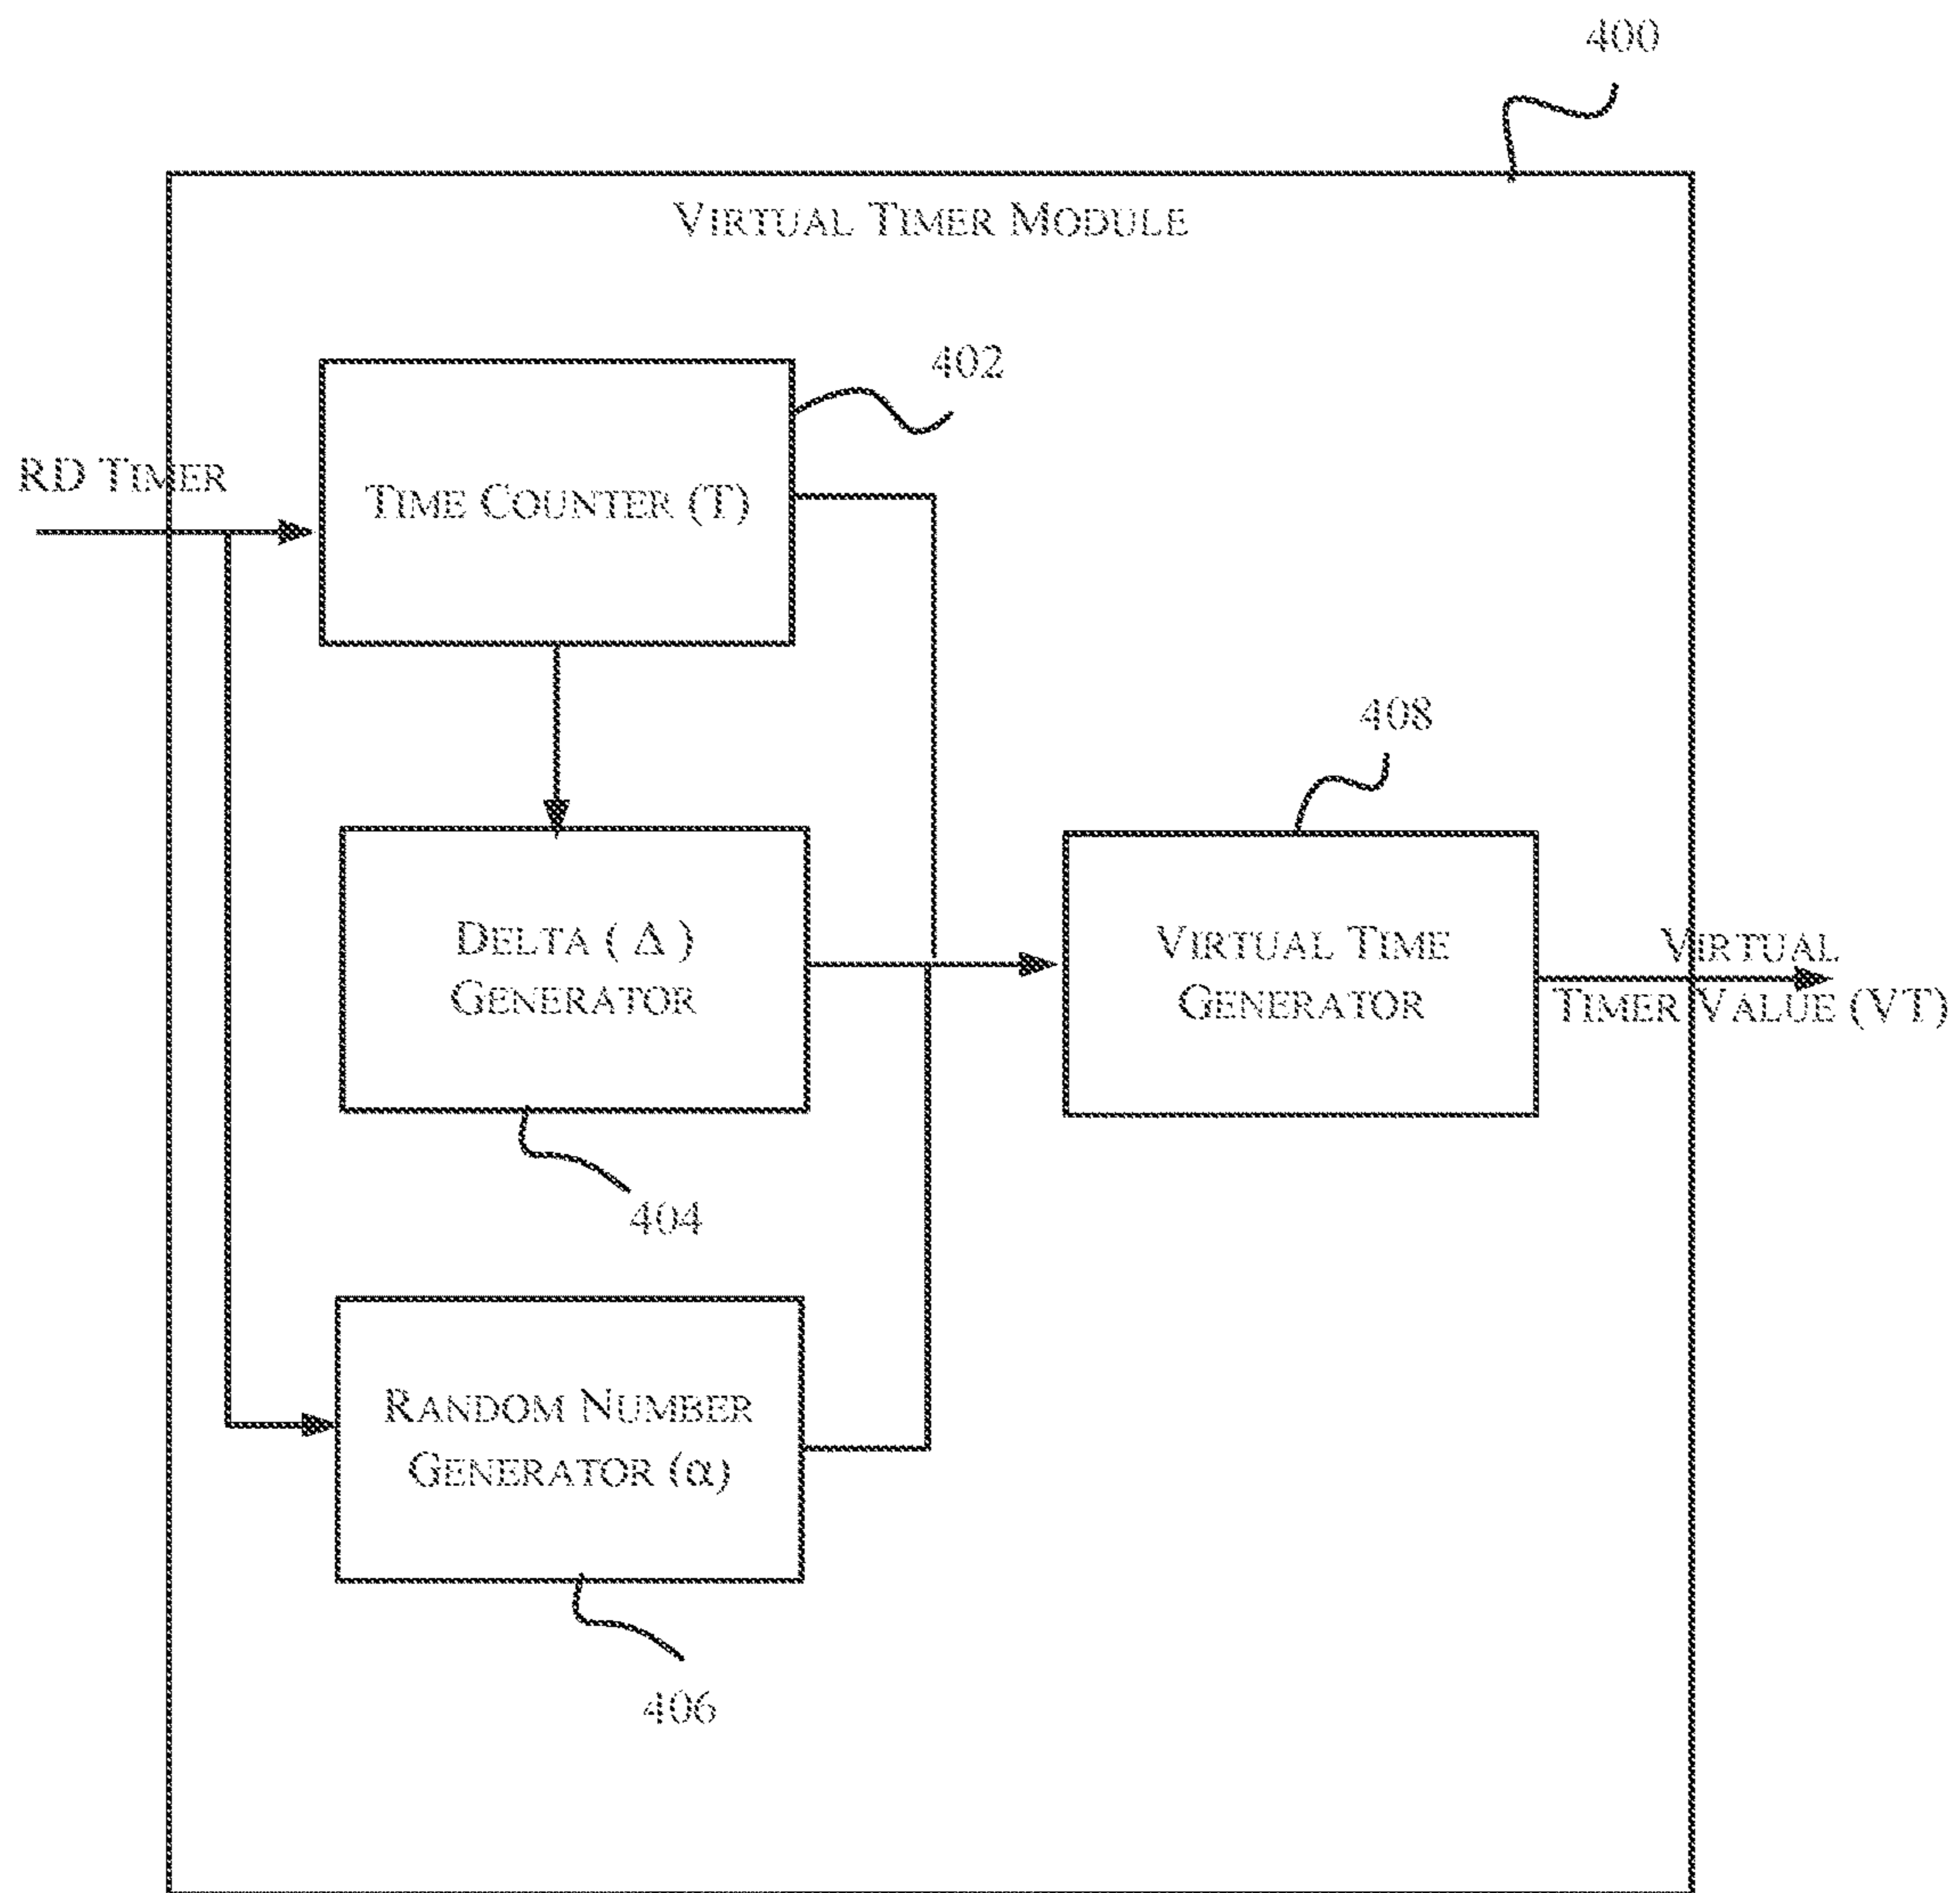 400
VIRTUAL TIMER MODULE
402
RD TIMER
TIME COUNTER (T)
408
DELTA ( Δ )
GENERATOR
VIRTUAL TIME
GENERATOR
VIRTUAL
TIMER VALUE (VT)
404
RANDOM NUMBER
GENERATOR (α)
406